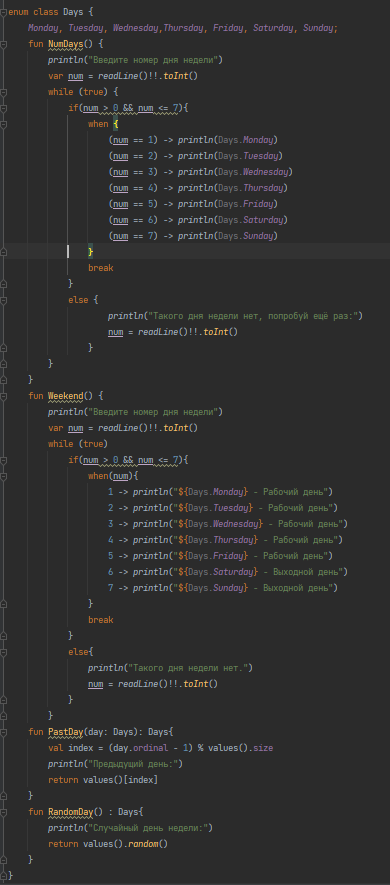 enum class Days {
    Monday, Tuesday, Wednesday,Thursday, Friday, Saturday, Sunday;
    fun NumDays() {
        println("Введите номер дня недели")
        var num = readLine()!!.toInt()
        while (true) {
            if(num > 0 && num <= 7){
                when {
                    (num == 1) -> println(Days.Monday)
                    (num == 2) -> println(Days.Tuesday)
                    (num == 3) -> println(Days.Wednesday)
                    (num == 4) -> println(Days.Thursday)
                    (num == 5) -> println(Days.Friday)
                    (num == 6) -> println(Days.Saturday)
                    (num == 7) -> println(Days.Sunday)
                }
                break
            }
            else {
                    println("Такого дня недели нет, попробуй ещё раз:")
                    num = readLine()!!.toInt()
                }
        }
    }
    fun Weekend() {
        println("Введите номер дня недели")
        var num = readLine()!!.toInt()
        while (true)
            if(num > 0 && num <= 7){
                when(num){
                    1 -> println("${Days.Monday} - Рабочий день")
                    2 -> println("${Days.Tuesday} - Рабочий день")
                    3 -> println("${Days.Wednesday} - Рабочий день")
                    4 -> println("${Days.Thursday} - Рабочий день")
                    5 -> println("${Days.Friday} - Рабочий день")
                    6 -> println("${Days.Saturday} - Выходной день")
                    7 -> println("${Days.Sunday} - Выходной день")
                }
                break
            }
            else{
                println("Такого дня недели нет.")
                num = readLine()!!.toInt()
            }
        }
    fun PastDay(day: Days): Days{
        val index = (day.ordinal - 1) % values().size
        println("Предыдущий день:")
        return values()[index]
    }
    fun RandomDay() : Days{
        println("Случайный день недели:")
        return values().random()
    }
}